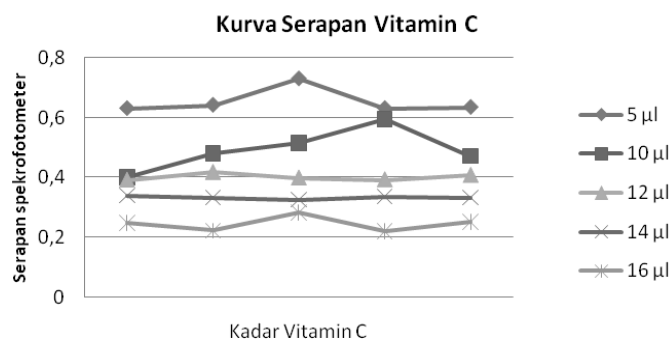 Kurva Serapan Vitamin C
Serapan spekrofotometer
0,8
0,6
0,4
0,2
0
Kadar Vitamin C
5 µl
10 µl
12 µl
14 µl
16 µl